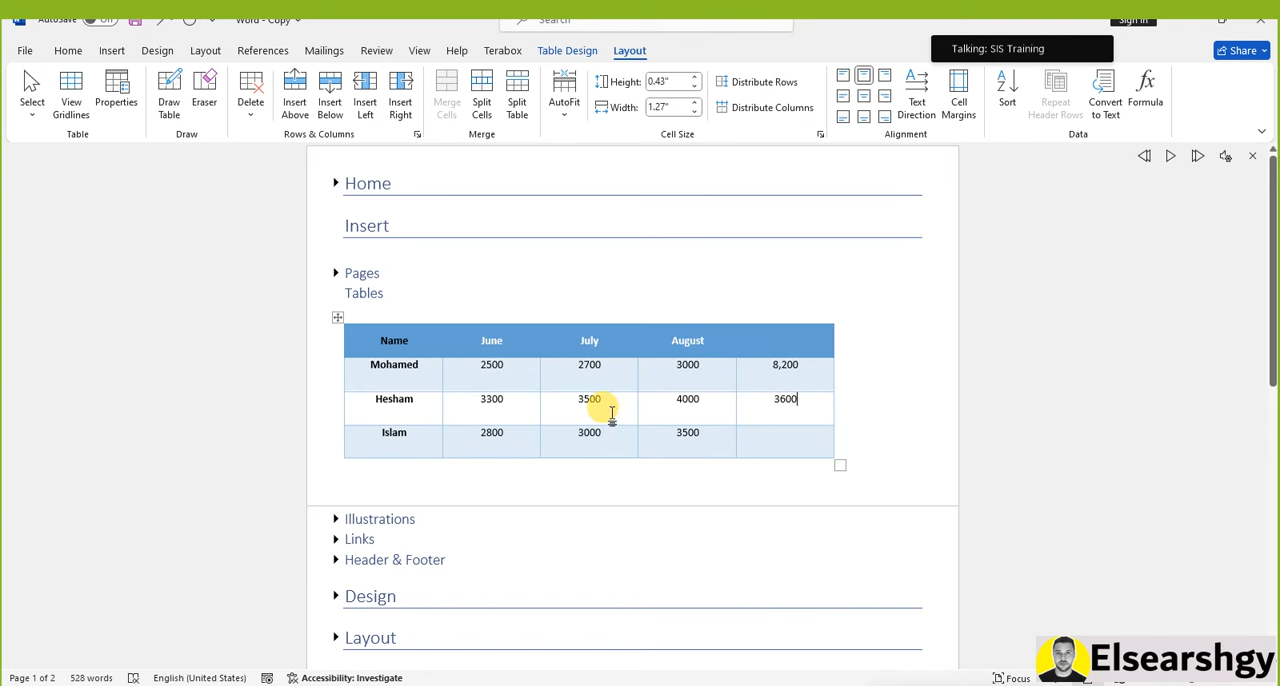 AutoSave Off Word - Copy Search Sign in
Talking: SIS Training
File Home Insert Design Layout References Mailings Review View Help Terabox Table Design Layout Share
Select View Gridlines Properties Draw Table Eraser Delete Insert Above Insert Below Insert Left Insert Right Merge Cells Split Cells Split Table AutoFit Height: 0.43" Distribute Rows Text Direction Cell Margins Sort Repeat Header Rows Convert to Text Formula
Width: 1.27" Distribute Columns
Table Draw Rows & Columns Merge Cell Size Alignment Data
Home
Insert
Pages
Tables
Name June July August
Mohamed 2500 2700 3000 8,200
Hesham 3300 3500 4000 3600
Islam 2800 3000 3500
Illustrations
Links
Header & Footer
Design
Layout
Elsearshgy
Page 1 of 2 528 words English (United States) Accessibility: Investigate Focus